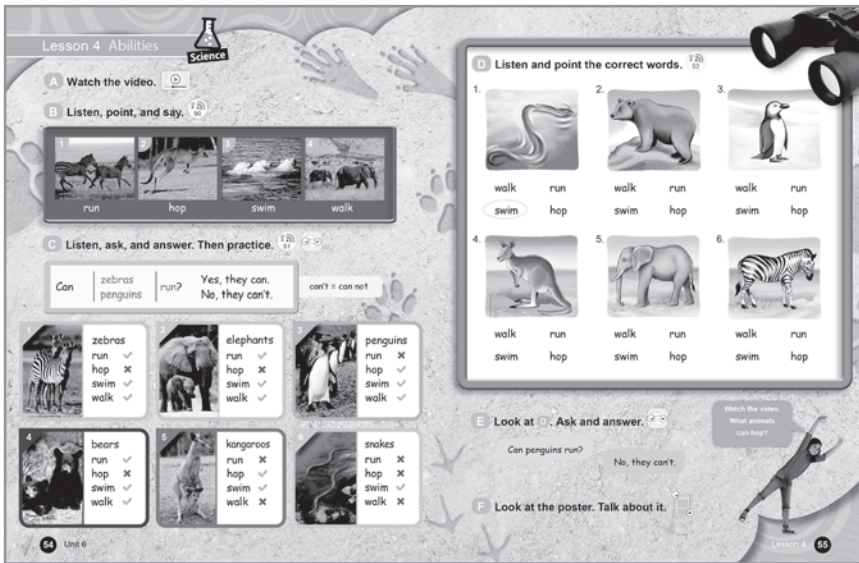 Lesson 4 Abilities
Science
A Watch the video.
B Listen, point, and say. 90
1 2 3 4
run hop swim walk
C Listen, ask, and answer. Then practice. 91
Can zebras penguins run? Yes, they can. No, they can't.
can't = can not
1 zebras
run ✓
hop ✗
swim ✓
walk ✓
2 elephants
run ✓
hop ✗
swim ✓
walk ✓
3 penguins
run ✗
hop ✓
swim ✓
walk ✓
4 bears
run ✓
hop ✗
swim ✓
walk ✓
5 kangaroos
run ✗
hop ✓
swim ✓
walk ✗
6 snakes
run ✗
hop ✗
swim ✓
walk ✗
54 Unit 6
D Listen and point the correct words. 92
1. 2. 3.
walk run walk run walk run
swim hop swim hop swim hop
4. 5. 6.
walk run walk run walk run
swim hop swim hop swim hop
E Look at D. Ask and answer.
Can penguins run?
No, they can't.
Watch the video.
What animals
can hop?
F Look at the poster. Talk about it.
Lesson 4 55